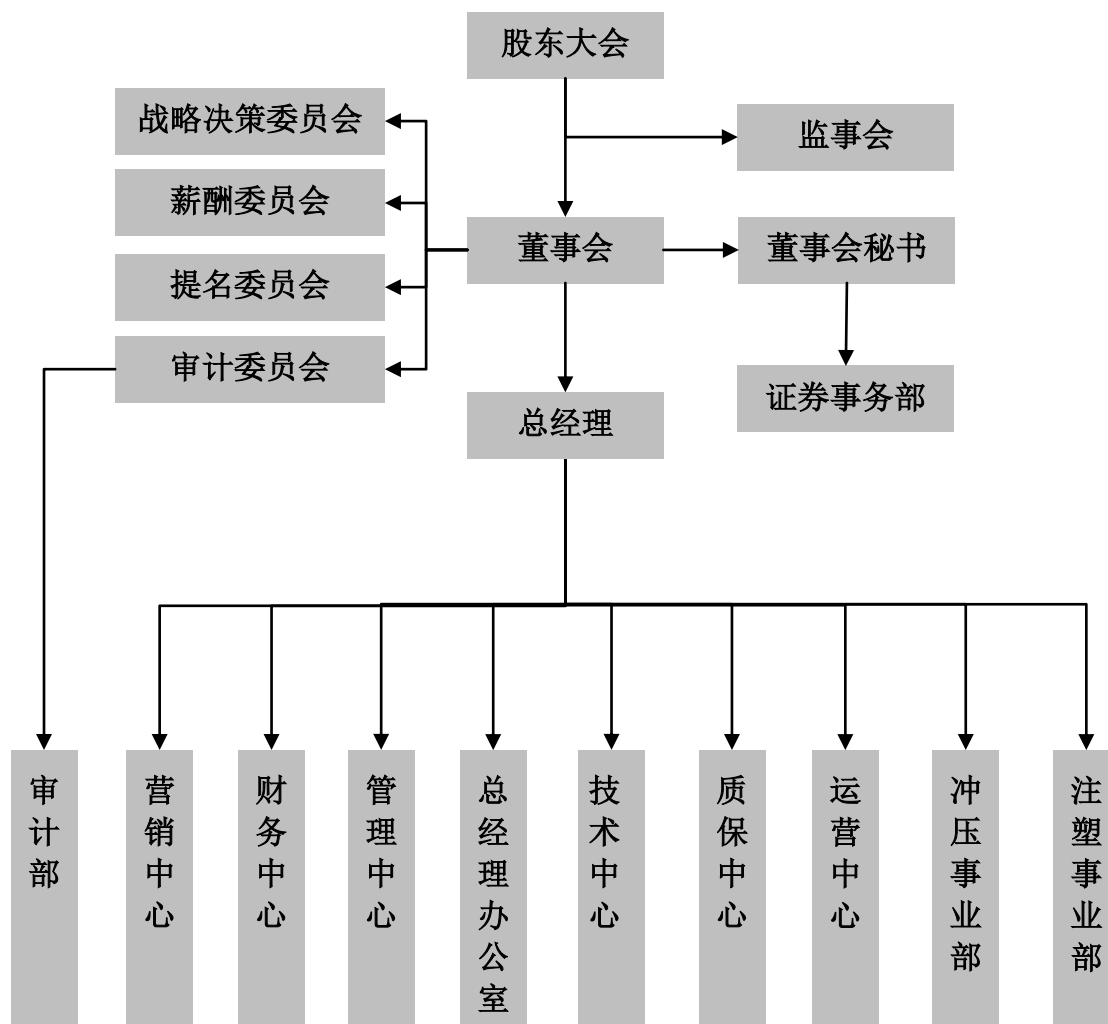 股东大会
战略决策委员会
监事会
薪酬委员会
董事会
董事会秘书
提名委员会
审计委员会
证券事务部
总经理
审计部
营销中心
财务中心
管理中心
总经理办公室
技术中心
质保中心
运营中心
冲压事业部
注塑事业部